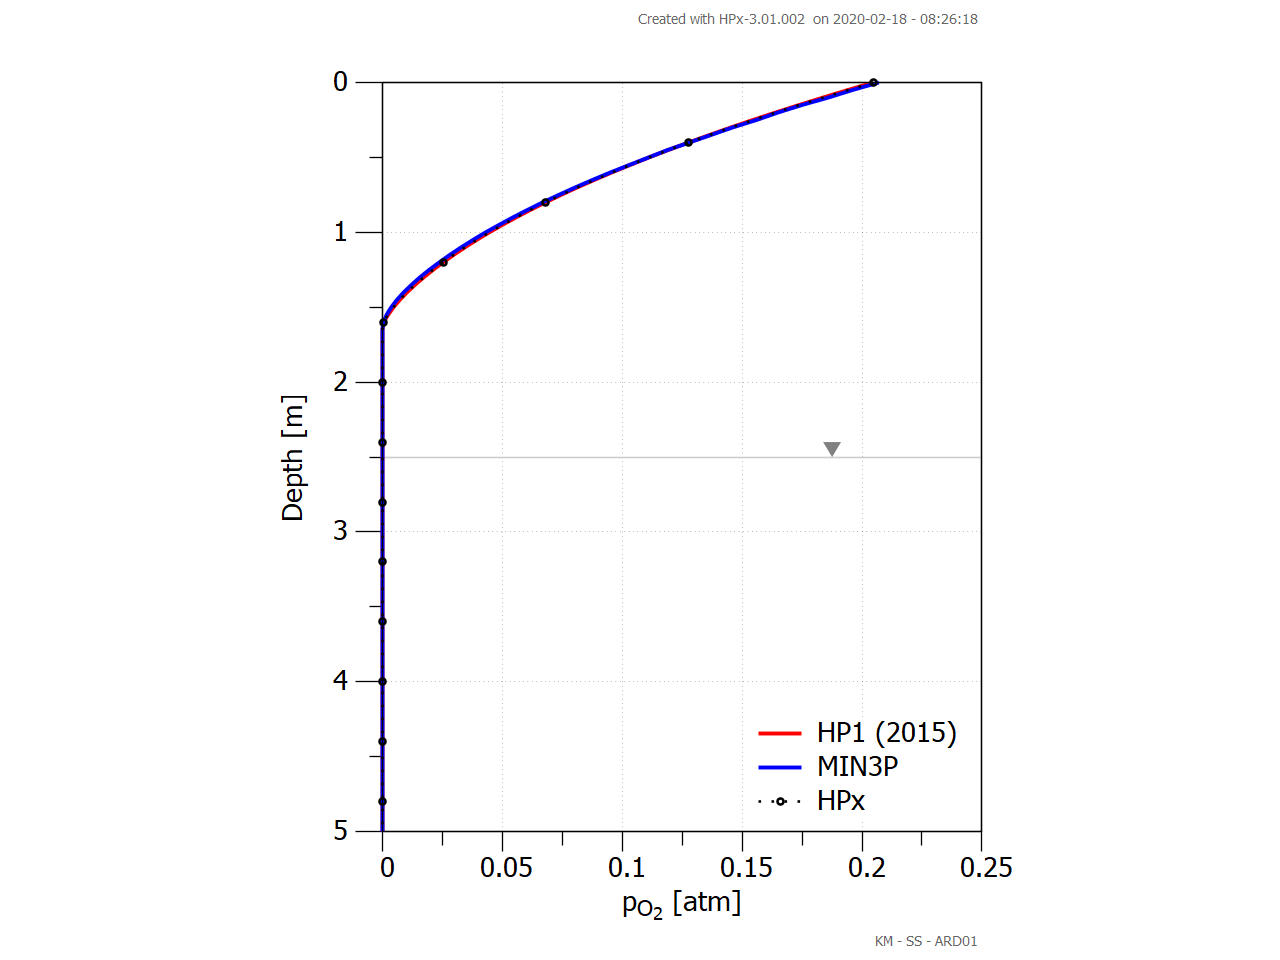 Created with HPx-3.01.002  on 2020-02-18 - 08:26:18
0
1
2
3
4
5
Depth [m]
HP1 (2015)
MIN3P
HPx
0 0.05 0.1 0.15 0.2 0.25
pO2 [atm]
KM - SS - ARD01